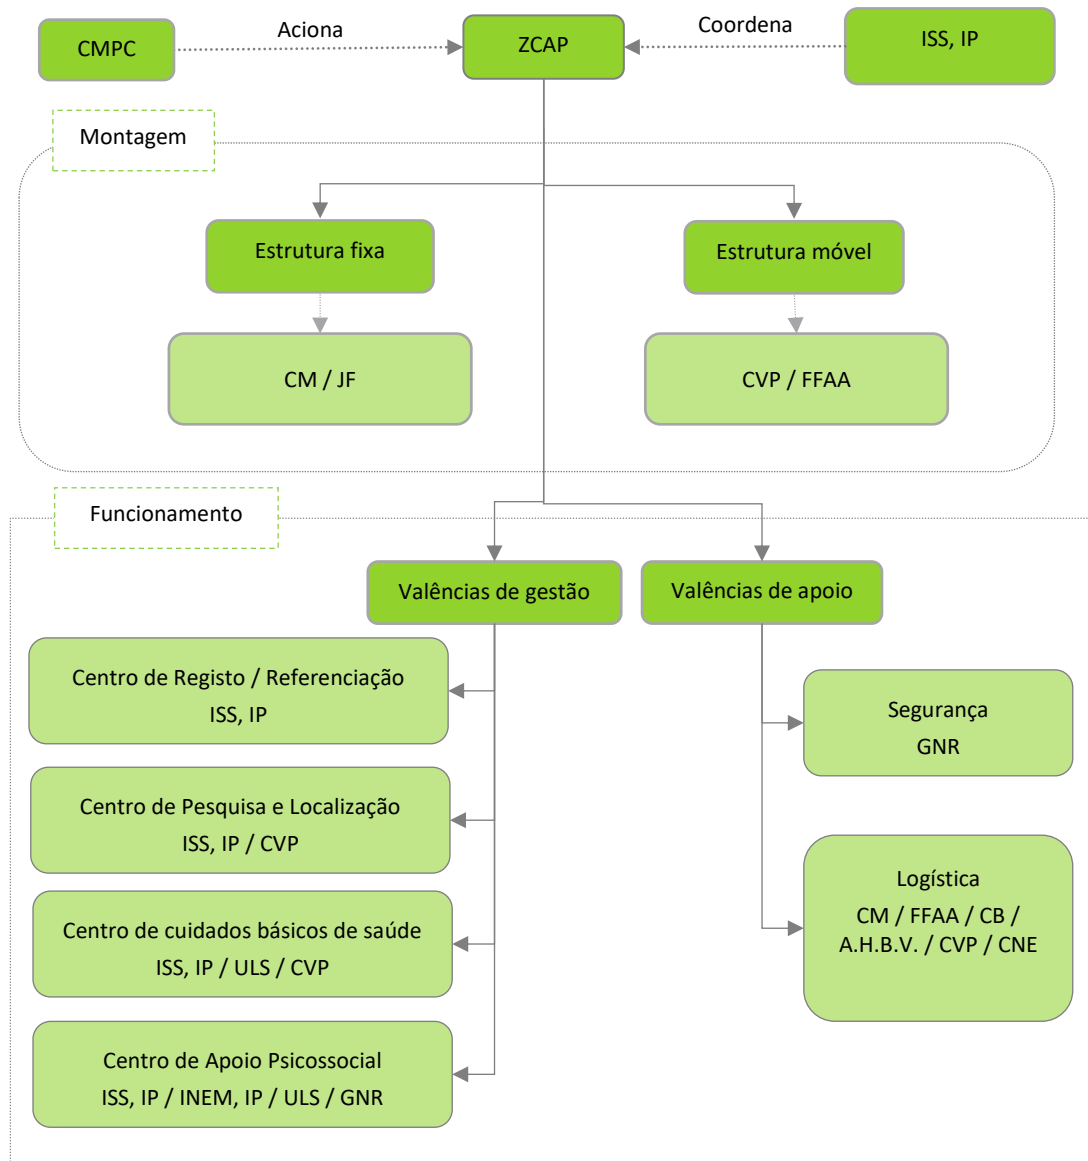 CMPC
Aciona
ZCAP
Coordena
ISS, IP
Montagem
Estrutura fixa
Estrutura móvel
CM / JF
CVP / FFAA
Funcionamento
Valências de gestão
Valências de apoio
Centro de Registo / Referenciação
ISS, IP
Centro de Pesquisa e Localização
ISS, IP / CVP
Centro de cuidados básicos de saúde
ISS, IP / ULS / CVP
Centro de Apoio Psicossocial
ISS, IP / INEM, IP / ULS / GNR
Segurança
GNR
Logística
CM / FFAA / CB /
A.H.B.V. / CVP / CNE